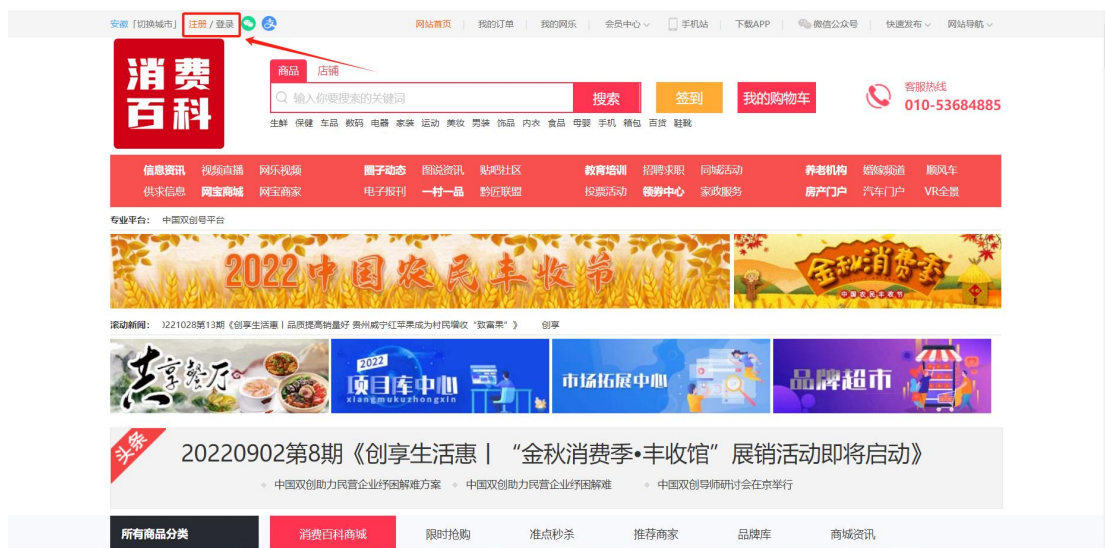 安徽「切换城市」 注册 / 登录 网站首页 我的订单 我的网乐 会员中心 手机站 下载APP 微信公众号 快速发布 网站导航
消费百科
商品 店铺
输入你要搜索的关键词 搜索 签到 我的购物车
客服热线
010-53684885
生鲜 保健 车品 数码 电器 家装 运动 美妆 男装 饰品 内衣 食品 母婴 手机 箱包 百货 鞋靴
信息资讯 视频直播 网乐视频 圈子动态 图说资讯 贴吧社区 教育培训 招聘求职 同城活动 养老机构 婚嫁频道 顺风车
供求信息 网宝商城 网宝商家 电子报刊 一村一品 黔匠联盟 投票活动 领券中心 家政服务 房产门户 汽车门户 VR全景
专业平台： 中国双创号平台
2022中国农民丰收节
金秋消费季
中国农民丰收节
滚动新闻： )221028第13期《创享生活惠丨品质提高销量好 贵州威宁红苹果成为村民增收“致富果”》 创享
共享餐厅
2022
项目库中心
xiangmukuzhongxin
市场拓展中心
品牌超市
头条
20220902第8期《创享生活惠丨“金秋消费季•丰收馆”展销活动即将启动》
中国双创助力民营企业纾困解难方案 中国双创助力民营企业纾困解难 中国双创导师研讨会在京举行
所有商品分类 消费百科商城 限时抢购 准点秒杀 推荐商家 品牌库 商城资讯